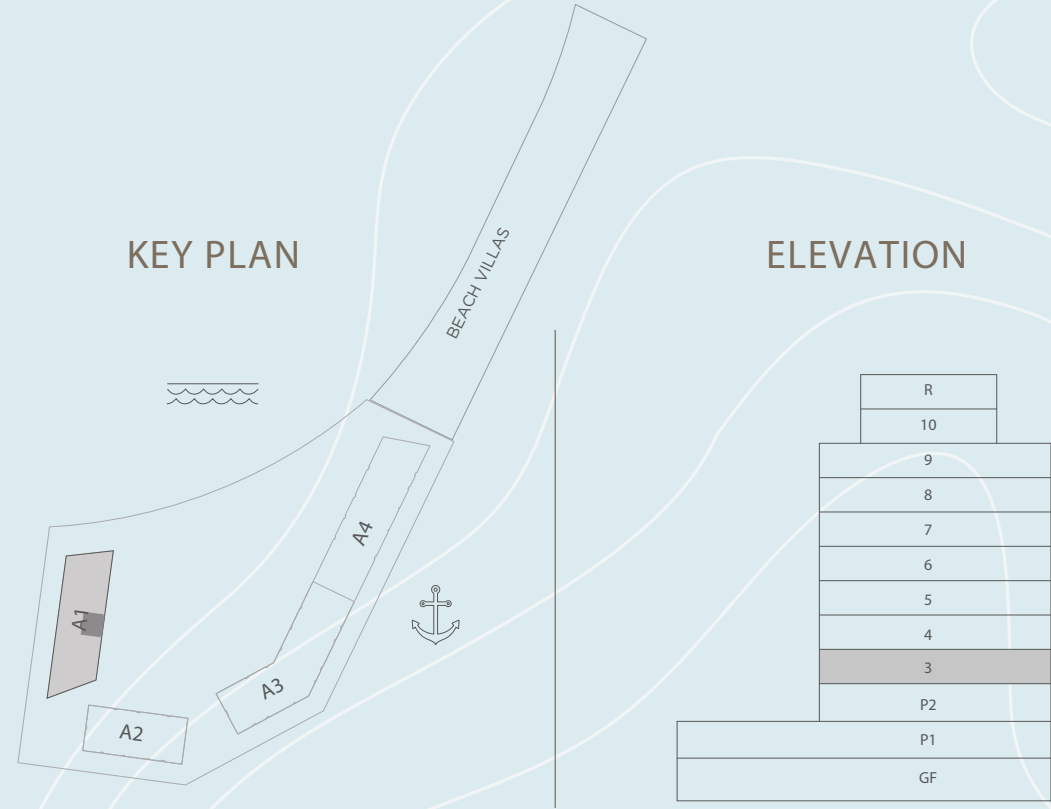 KEY PLAN
BEACH VILLAS
A4
A1
A3
A2
ELEVATION
R
10
9
8
7
6
5
4
3
P2
P1
GF